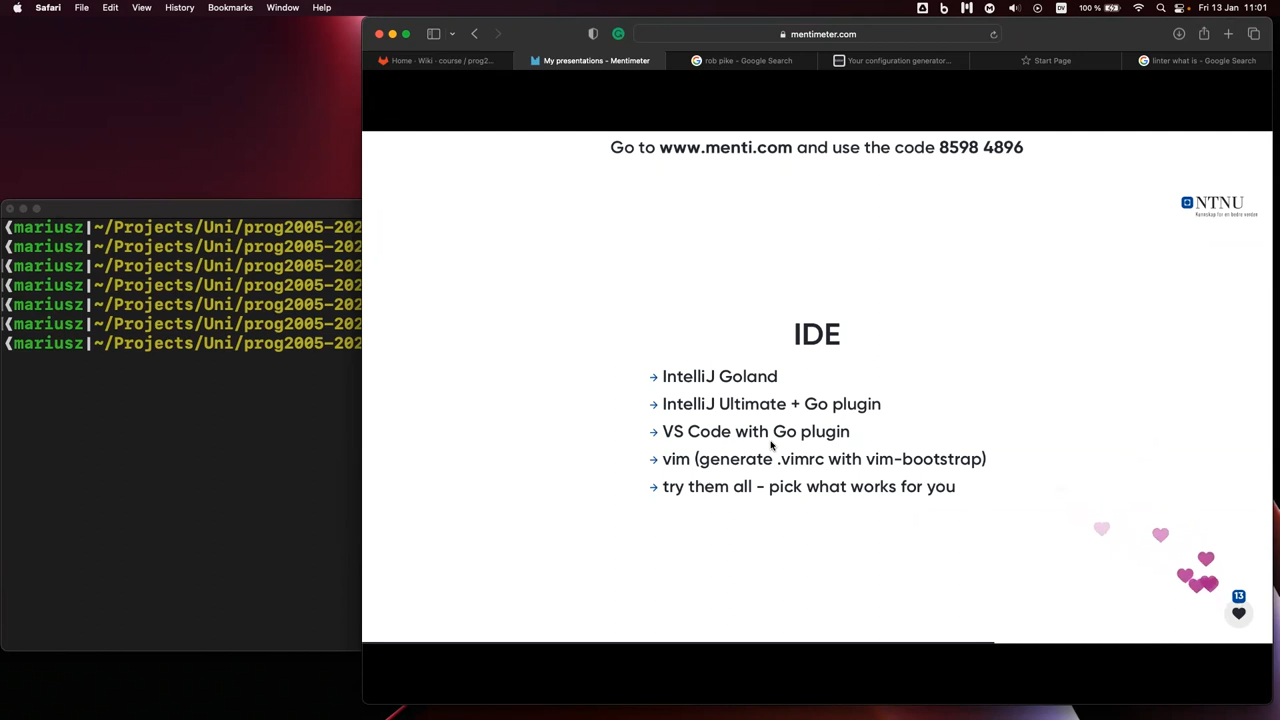 Safari File Edit View History Bookmarks Window Help
100 % Fri 13 Jan 11:01
mentimeter.com
Home · Wiki · course / prog2...
My presentations - Mentimeter
rob pike - Google Search
Your configuration generator...
Start Page
linter what is - Google Search
Go to www.menti.com and use the code 8598 4896
NTNU
❮mariusz|~/Projects/Uni/prog2005-202
❮mariusz|~/Projects/Uni/prog2005-202
❮mariusz|~/Projects/Uni/prog2005-202
❮mariusz|~/Projects/Uni/prog2005-202
❮mariusz|~/Projects/Uni/prog2005-202
❮mariusz|~/Projects/Uni/prog2005-202
❮mariusz|~/Projects/Uni/prog2005-202
IDE
→ IntelliJ Goland
→ IntelliJ Ultimate + Go plugin
→ VS Code with Go plugin
→ vim (generate .vimrc with vim-bootstrap)
→ try them all - pick what works for you
13